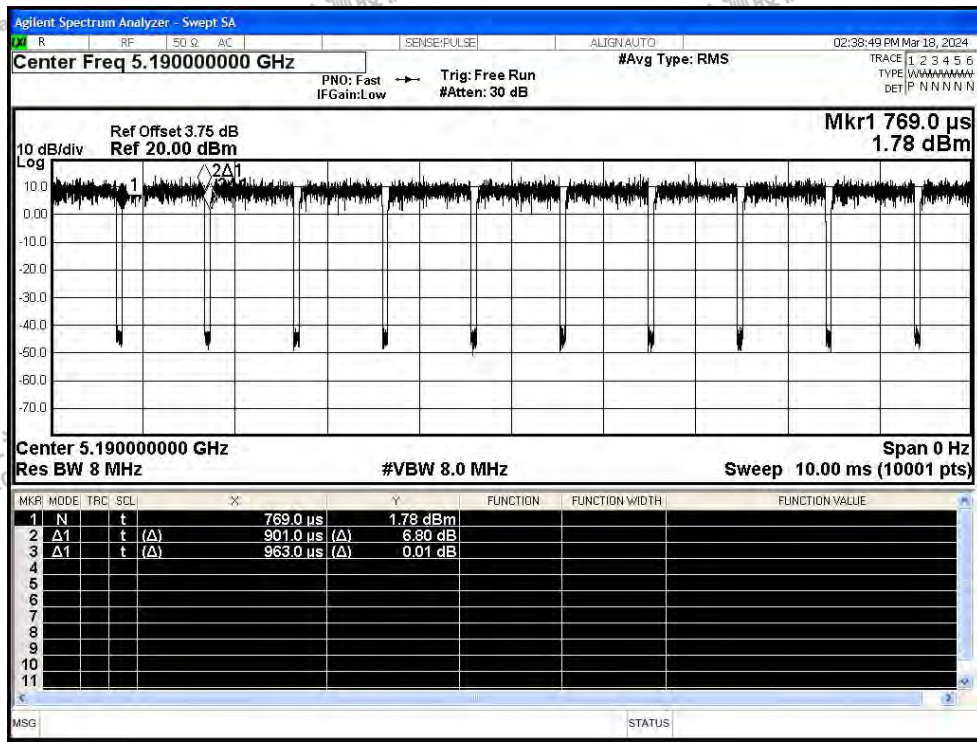 Agilent Spectrum Analyzer - Swept SA
LXI R RF 50 Ω AC SENSE:PULSE ALIGN AUTO 02:38:49 PM Mar 18, 2024
Center Freq 5.190000000 GHz
PNO: Fast
IFGain:Low
Trig: Free Run
#Atten: 30 dB
#Avg Type: RMS
TRACE 1 2 3 4 5 6
TYPE WWWWWW
DET P N N N N N
Mkr1 769.0 µs
1.78 dBm
Ref Offset 3.75 dB
10 dB/div Ref 20.00 dBm
Log
1
2Δ1
10.0
0.00
-10.0
-20.0
-30.0
-40.0
-50.0
-60.0
-70.0
Center 5.190000000 GHz Span 0 Hz
Res BW 8 MHz #VBW 8.0 MHz Sweep 10.00 ms (10001 pts)
MKR MODE TRC SCL X Y FUNCTION FUNCTION WIDTH FUNCTION VALUE
1 N t 769.0 µs 1.78 dBm
2 Δ1 t (Δ) 901.0 µs (Δ) 6.80 dB
3 Δ1 t (Δ) 963.0 µs (Δ) 0.01 dB
4
5
6
7
8
9
10
11
MSG STATUS